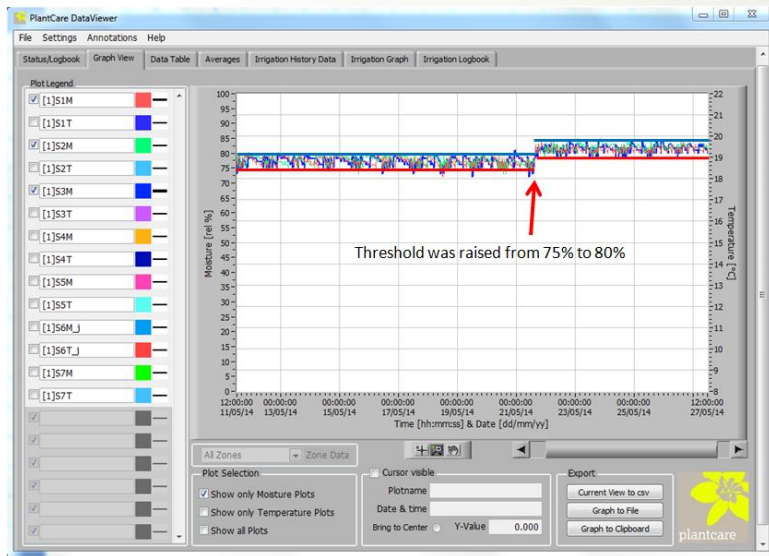 PlantCare DataViewer
File Settings Annotations Help
Status/Logbook Graph View Data Table Averages Irrigation History Data Irrigation Graph Irrigation Logbook
Plot Legend
[1]S1M
[1]S1T
[1]S2M
[1]S2T
[1]S3M
[1]S3T
[1]S4M
[1]S4T
[1]S5M
[1]S5T
[1]S6M_j
[1]S6T_j
[1]S7M
[1]S7T
Moisture [rel %]
100
95
90
85
80
75
70
65
60
55
50
45
40
35
30
25
20
15
10
5
0
Threshold was raised from 75% to 80%
22
21
20
19
18
17
16
15
14
13
12
11
10
9
8
Temperature [°C]
12:00:00 00:00:00 00:00:00 00:00:00 00:00:00 00:00:00 00:00:00 00:00:00 12:00:00
11/05/14 13/05/14 15/05/14 17/05/14 19/05/14 21/05/14 23/05/14 25/05/14 27/05/14
Time [hh:mm:ss] & Date [dd/mm/yy]
All Zones Zone Data
Plot Selection
Show only Moisture Plots
Show only Temperature Plots
Show all Plots
Cursor visible
Plotname
Date & time
Bring to Center Y-Value 0.000
Export
Current View to csv
Graph to File
Graph to Clipboard
plantcare